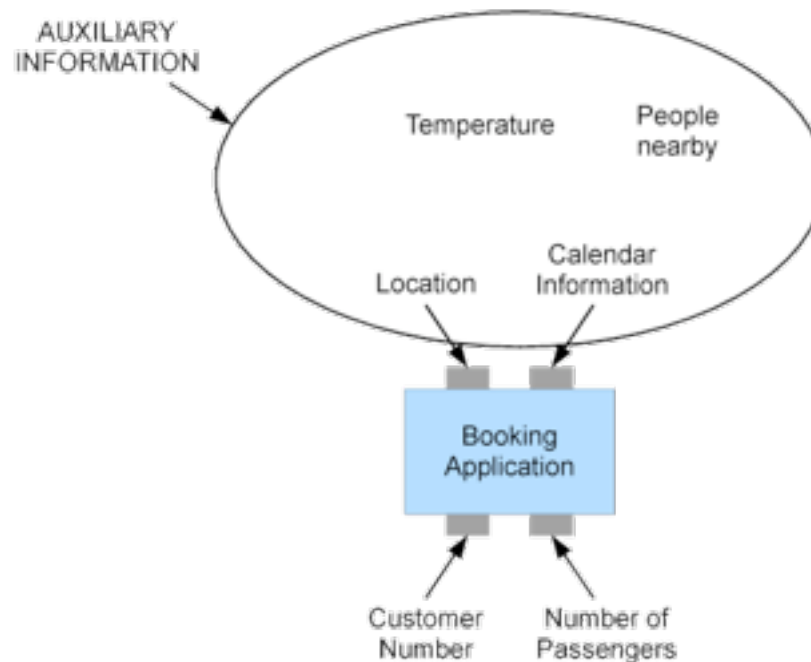 AUXILIARY
INFORMATION
Temperature
People
nearby
Location
Calendar
Information
Booking
Application
Customer
Number
Number of
Passengers